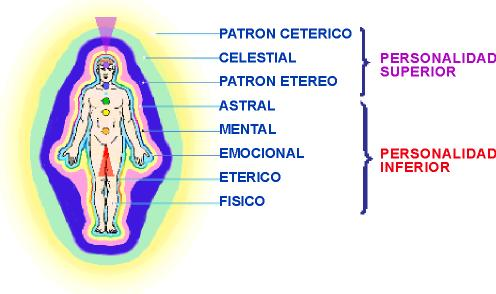 PATRON CETERICO
CELESTIAL
PATRON ETEREO
ASTRAL
MENTAL
EMOCIONAL
ETERICO
FISICO
PERSONALIDAD
SUPERIOR
PERSONALIDAD
INFERIOR